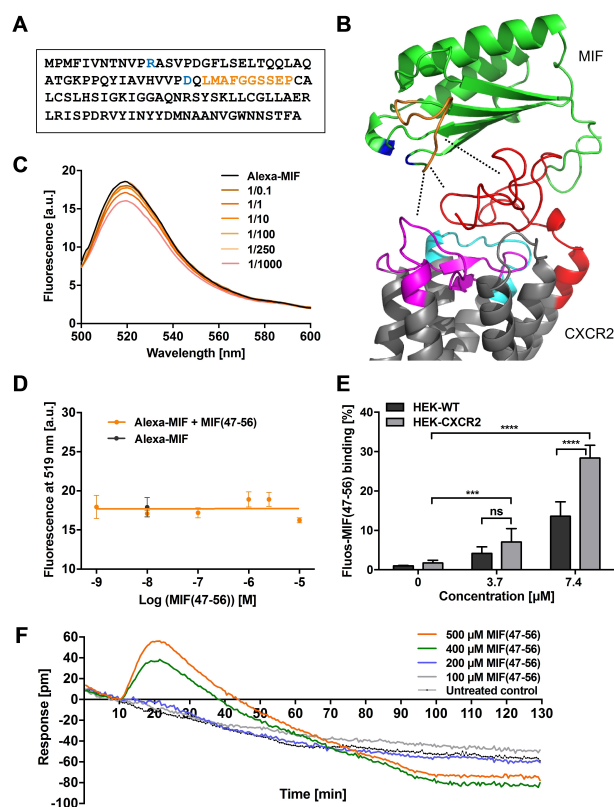 A
MPMFIVNTNVPRASVPDGFLSELTQQLAQ
ATGKPPQYIAVHVVPDQLMAFGGSSEPCA
LCSLHSIGKIGGAQNRSYSKLLCGLLAER
LRISPDRVYINYYDMNAANVGWNNSTFA
B
MIF
CXCR2
C
Fluorescence [a.u.]
20
15
10
5
0
500 520 540 560 580 600
Wavelength [nm]
Alexa-MIF
1/0.1
1/1
1/10
1/100
1/250
1/1000
D
Fluorescence at 519 nm [a.u.]
30
25
20
15
10
-9 -8 -7 -6 -5
Log (MIF(47-56)) [M]
Alexa-MIF + MIF(47-56)
Alexa-MIF
E
Fluos-MIF(47-56) binding [%]
40
30
20
10
0
HEK-WT
HEK-CXCR2
****
****
***
ns
0 3.7 7.4
Concentration [µM]
F
Response [pm]
60
40
20
0
-20
-40
-60
-80
-100
10 20 30 40 50 60 70 80 90 100 110 120 130
Time [min]
500 µM MIF(47-56)
400 µM MIF(47-56)
200 µM MIF(47-56)
100 µM MIF(47-56)
Untreated control